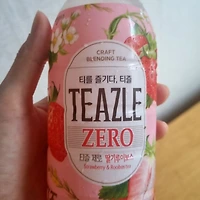 CRAFT
BLENDING TEA
티를 즐기다, 티즐
TEAZLE
ZERO
티즐 제로, 딸기루이보스
Strawberry & Rooibos tea